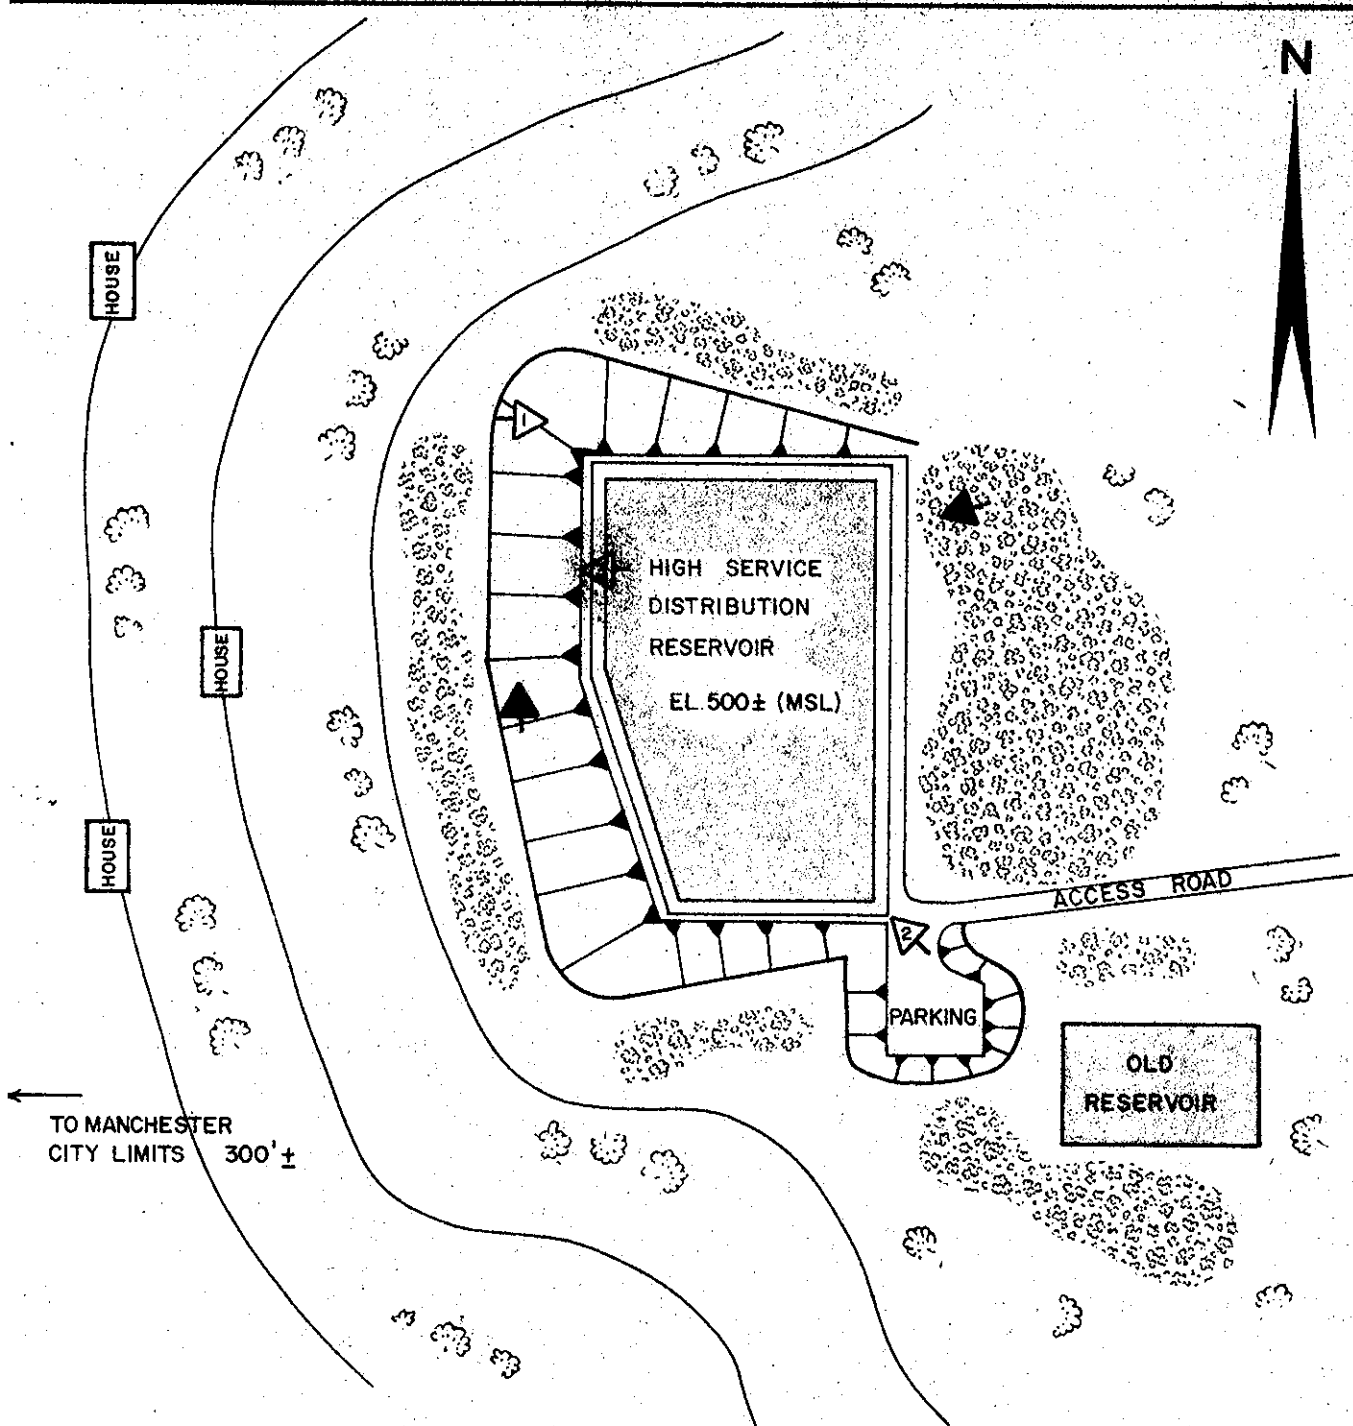 N
HOUSE
1
HIGH SERVICE
DISTRIBUTION
RESERVOIR
EL. 500± (MSL)
HOUSE
HOUSE
ACCESS ROAD
2
PARKING
OLD
RESERVOIR
TO MANCHESTER
CITY LIMITS 300'±